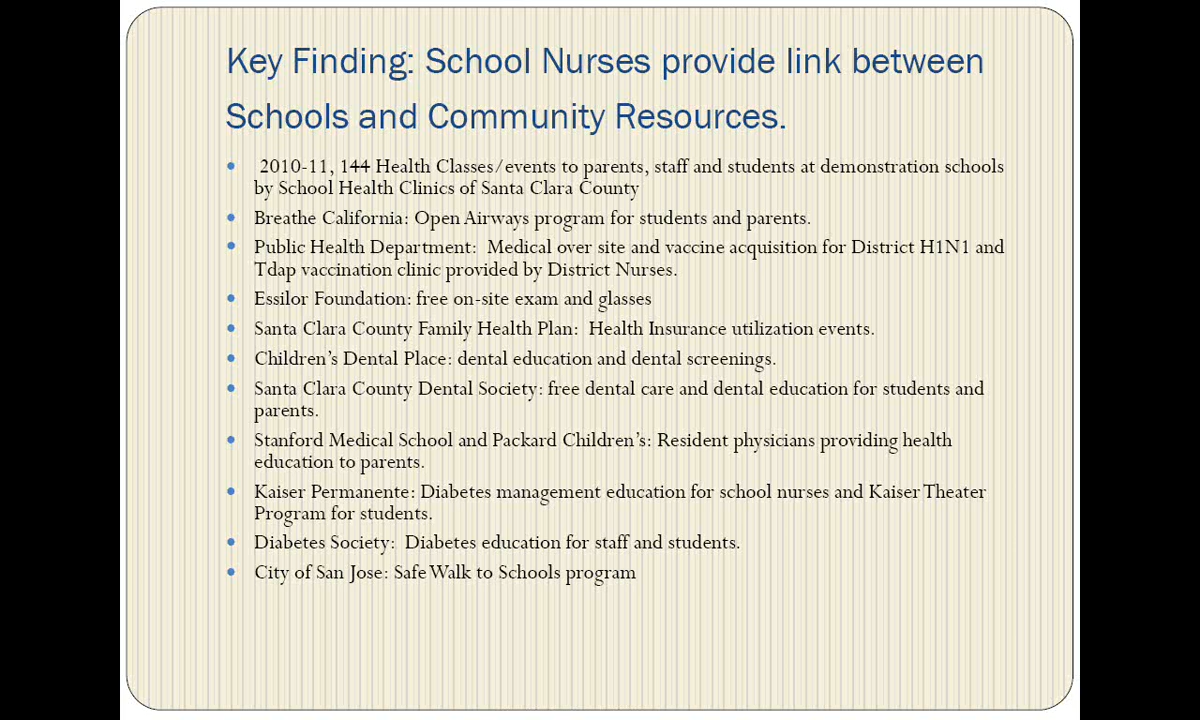 Key Finding: School Nurses provide link between
Schools and Community Resources.
• 2010-11, 144 Health Classes/events to parents, staff and students at demonstration schools
by School Health Clinics of Santa Clara County
• Breathe California: Open Airways program for students and parents.
• Public Health Department: Medical over site and vaccine acquisition for District H1N1 and
Tdap vaccination clinic provided by District Nurses.
• Essilor Foundation: free on-site exam and glasses
• Santa Clara County Family Health Plan: Health Insurance utilization events.
• Children's Dental Place: dental education and dental screenings.
• Santa Clara County Dental Society: free dental care and dental education for students and
parents.
• Stanford Medical School and Packard Children's: Resident physicians providing health
education to parents.
• Kaiser Permanente: Diabetes management education for school nurses and Kaiser Theater
Program for students.
• Diabetes Society: Diabetes education for staff and students.
• City of San Jose: Safe Walk to Schools program